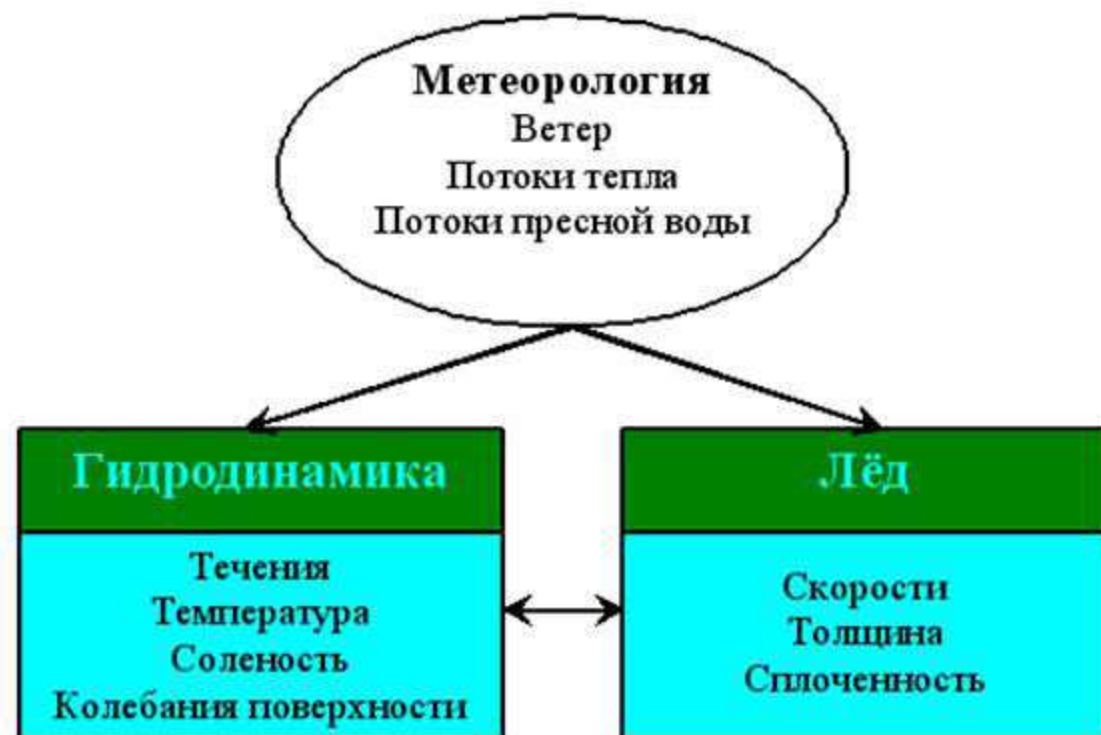 Метеорология
Ветер
Потоки тепла
Потоки пресной воды
Гидродинамика
Течения
Температура
Соленость
Колебания поверхности
Лёд
Скорости
Толщина
Сплоченность